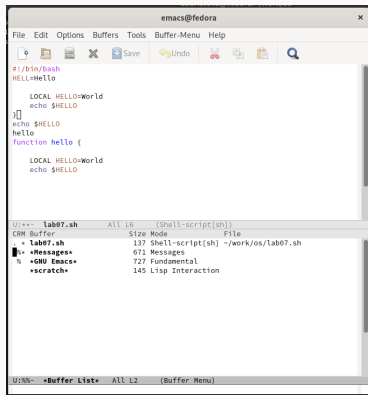 emacs@fedora ×
File Edit Options Buffers Tools Buffer-Menu Help
Save Undo
#!/bin/bash
HELL=Hello
LOCAL HELLO=World
echo $HELLO
}
echo $HELLO
hello
function hello {
LOCAL HELLO=World
echo $HELLO
U:**- lab07.sh All L6 (Shell-script[sh])
CRM Buffer Size Mode File
. * lab07.sh 137 Shell-script[sh] ~/work/os/lab07.sh
%* *Messages* 671 Messages
% *GNU Emacs* 727 Fundamental
*scratch* 145 Lisp Interaction
U:%%- *Buffer List* All L2 (Buffer Menu)